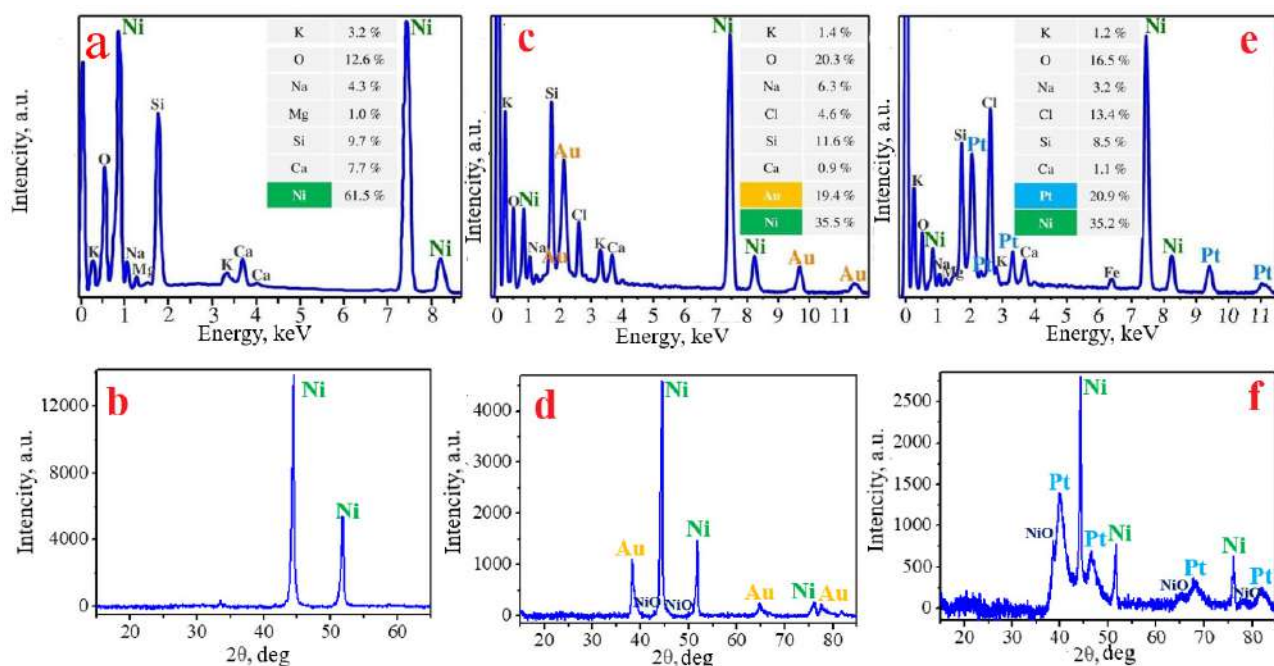 a
Ni
Ni
Si
O
K
Na
Mg
K
Ca
Ca
Ni
K 3.2 %
O 12.6 %
Na 4.3 %
Mg 1.0 %
Si 9.7 %
Ca 7.7 %
Ni 61.5 %
Intencity, a.u.
0 1 2 3 4 5 6 7 8
Energy, keV
c
Ni
K
Si
Au
O
Ni
Cl
Na
Au
K
Ca
Ni
Au
Au
K 1.4 %
O 20.3 %
Na 6.3 %
Cl 4.6 %
Si 11.6 %
Ca 0.9 %
Au 19.4 %
Ni 35.5 %
Intencity, a.u.
0 1 2 3 4 5 6 7 8 9 10 11
Energy, keV
e
Ni
Cl
Si
Pt
K
O
Ni
Pt
Na
Mg
Pt
K
Ca
Fe
Ni
Pt
Pt
K 1.2 %
O 16.5 %
Na 3.2 %
Cl 13.4 %
Si 8.5 %
Ca 1.1 %
Pt 20.9 %
Ni 35.2 %
Intencity, a.u.
0 1 2 3 4 5 6 7 8 9 10 11
Energy, keV
b
Ni
Ni
12000
8000
4000
0
Intencity, a.u.
20 30 40 50 60
2θ, deg
d
Ni
Au
NiO
NiO
Ni
Au
Ni
Au
4000
3000
2000
1000
0
Intencity, a.u.
20 30 40 50 60 70 80
2θ, deg
f
Ni
Pt
NiO
Pt
Ni
NiO
Pt
Ni
NiO
Pt
2500
2000
1500
1000
500
0
Intencity, a.u.
20 30 40 50 60 70 80
2θ, deg